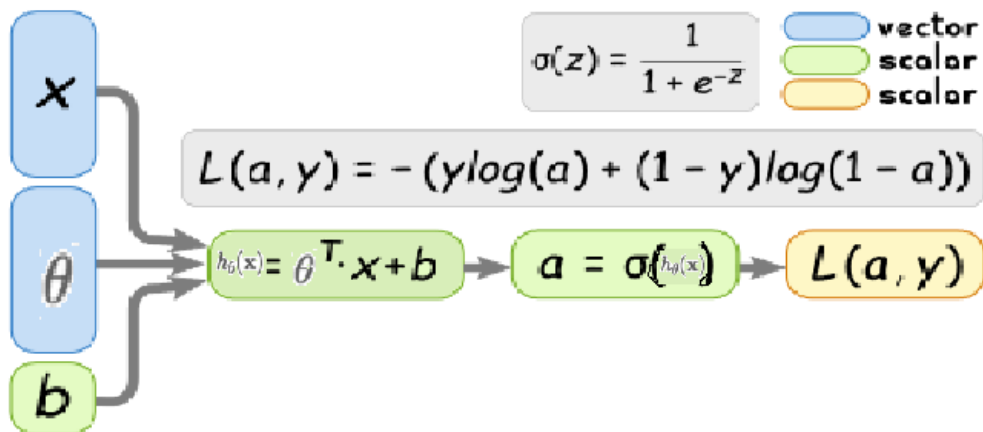 x
σ(z) = 1 / (1 + e^{-z})
vector
scalar
scalar
L(a, y) = - (ylog(a) + (1 - y)log(1 - a))
θ
h_θ(x) = θ^T · x + b
a = σ(h_θ(x))
L(a, y)
b